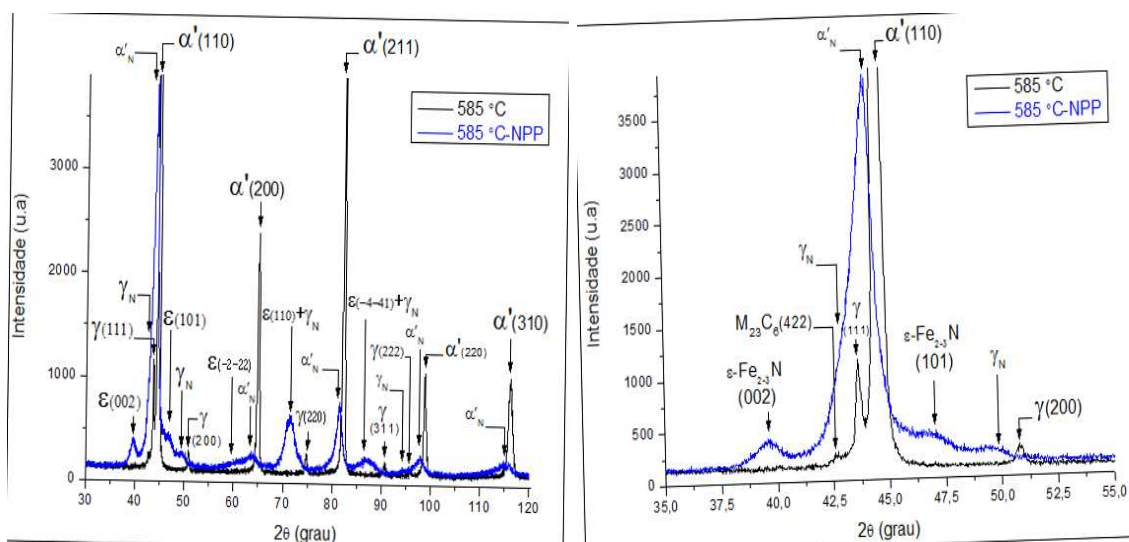 α'(110)
α'N
α'(211)
585 °C
585 °C-NPP
α'(200)
γN
γ(111)
ε(101)
ε(110)+γN
ε(-4-41)+γN
α'N
α'(310)
γ(222)
α'(220)
ε(-2-22)
α'N
γN
ε(002)
γN
γ
(200)
α'N
γ(220)
γ
(311)
α'N
3000
2000
1000
0
30 40 50 60 70 80 90 100 110 120
2θ (grau)
Intensidade (u.a)
α'N
α'(110)
585 °C
585 °C-NPP
γN
γ
(111)
M23C6(422)
ε-Fe2-3N
(002)
ε-Fe2-3N
(101)
γN
γ(200)
3500
3000
2500
2000
1500
1000
500
0
35,0 37,5 40,0 42,5 45,0 47,5 50,0 52,5 55,0
2θ (grau)
Intensidade (u.a)